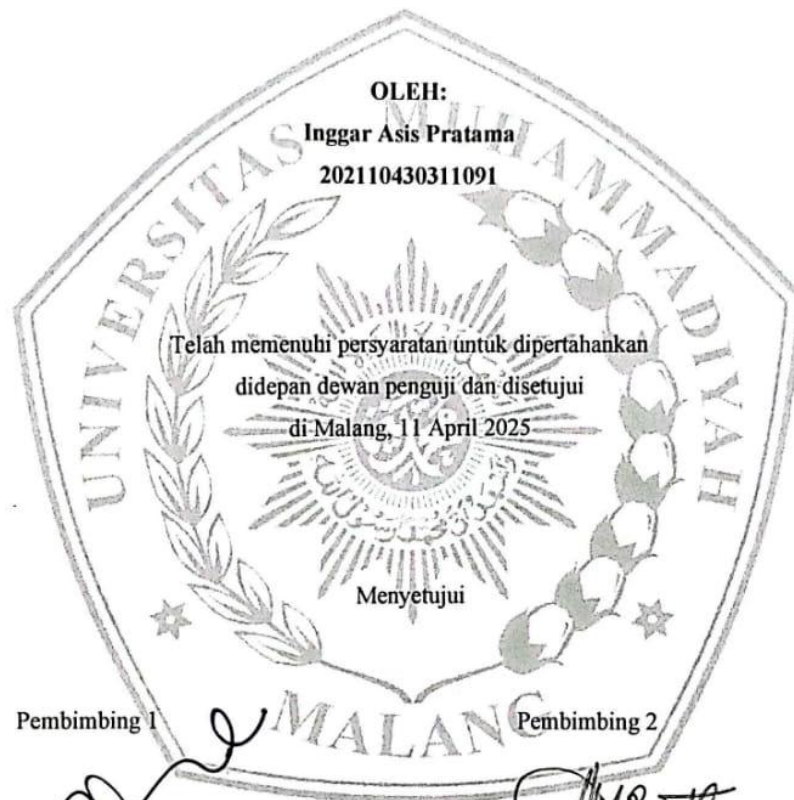 OLEH:
Inggar Asis Pratama
202110430311091
UNIVERSITAS MUHAMMADIYAH
Telah memenuhi persyaratan untuk dipertahankan
didepan dewan penguji dan disetujui
di Malang, 11 April 2025
Menyetujui
MALANG
Pembimbing 1 Pembimbing 2